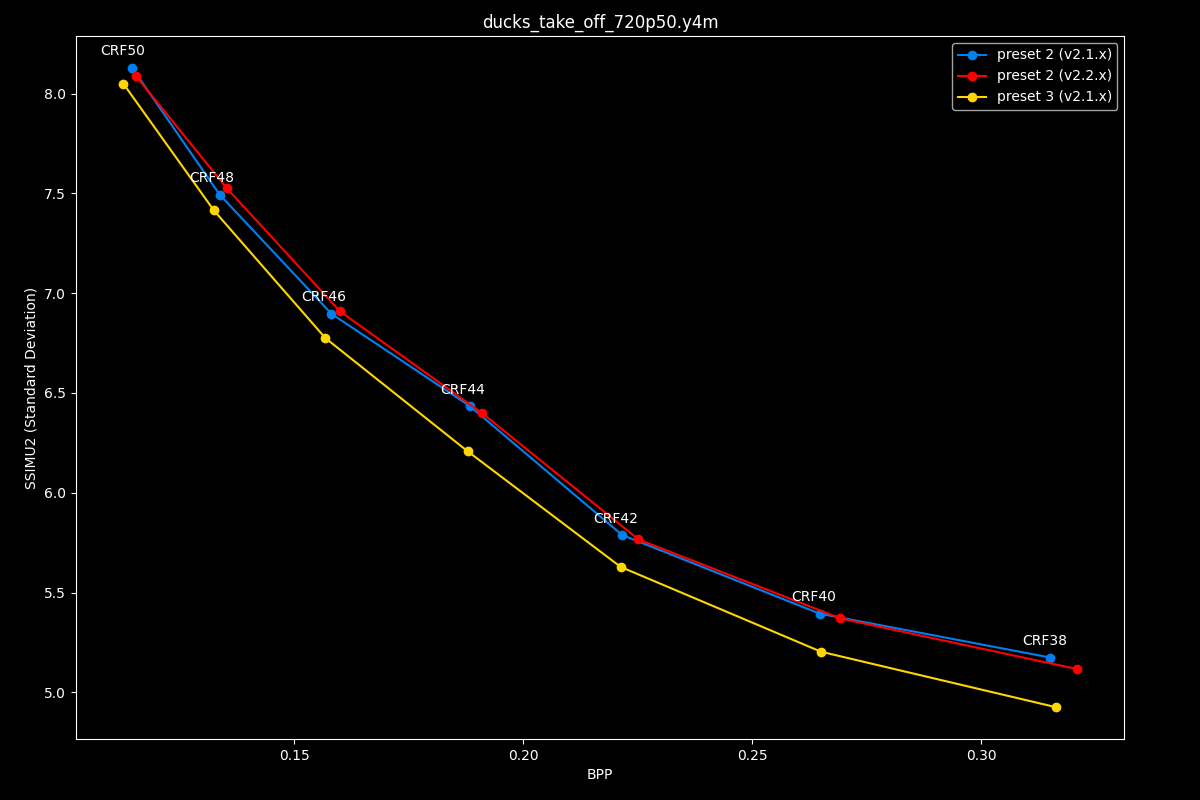 ducks_take_off_720p50.y4m
preset 2 (v2.1.x)
preset 2 (v2.2.x)
preset 3 (v2.1.x)
CRF50
CRF48
CRF46
CRF44
CRF42
CRF40
CRF38
SSIMU2 (Standard Deviation)
8.0
7.5
7.0
6.5
6.0
5.5
5.0
0.15
0.20
0.25
0.30
BPP